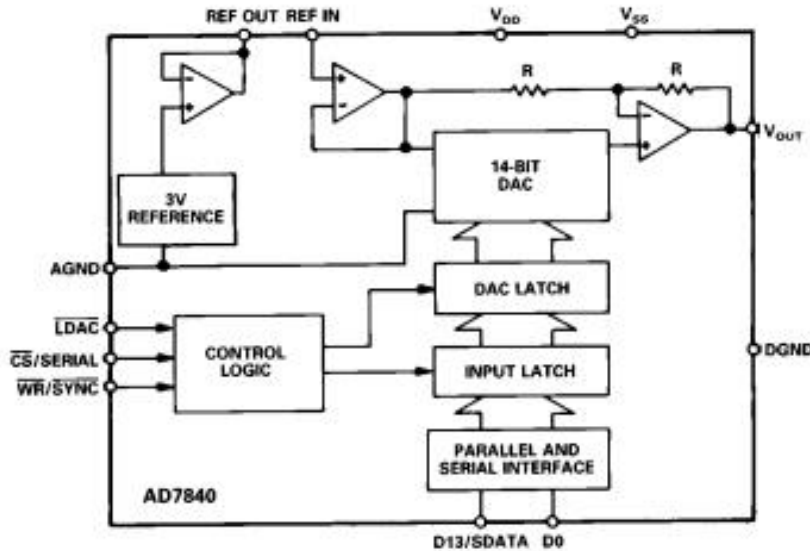 REF OUT REF IN
VDD
VSS
R
R
VOUT
14-BIT
DAC
3V
REFERENCE
AGND
DAC LATCH
LDAC
CS/SERIAL
WR/SYNC
CONTROL
LOGIC
DGND
INPUT LATCH
PARALLEL AND
SERIAL INTERFACE
AD7840
D13/SDATA D0